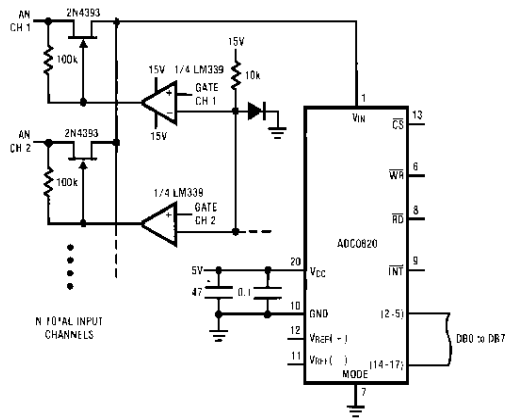 AN
CH 1
2N4393
100k
15V
1/4 LM339
GATE
CH 1
15V
15V
10k
AN
CH 2
2N4393
100k
1/4 LM339
GATE
CH 2
N TOTAL INPUT
CHANNELS
5V
47
0.1
1
VIN
13
CS
6
WR
8
RD
ADC0820
9
INT
20
VCC
10
GND
12
VREF(+)
11
VREF(-)
(2-5)
(14-17)
DB0 to DB7
MODE
7